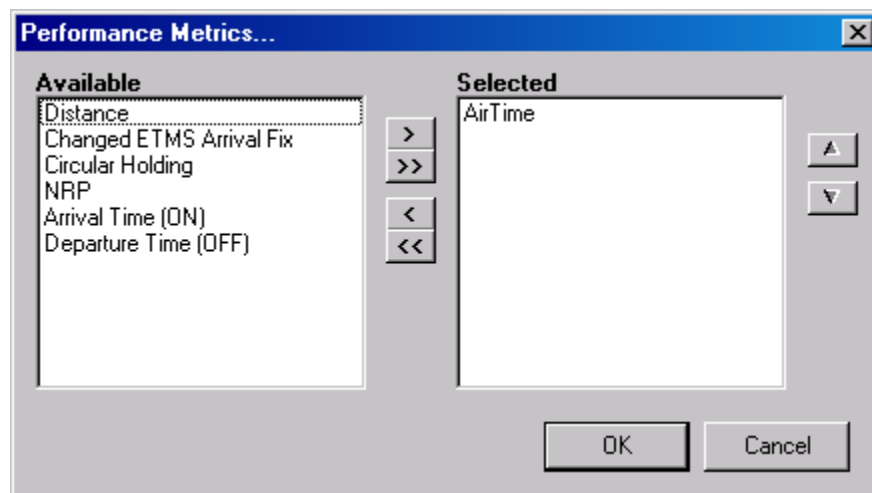 Performance Metrics...
Available
Distance
Changed ETMS Arrival Fix
Circular Holding
NRP
Arrival Time (ON)
Departure Time (OFF)
>
>>
<
<<
Selected
AirTime
OK
Cancel